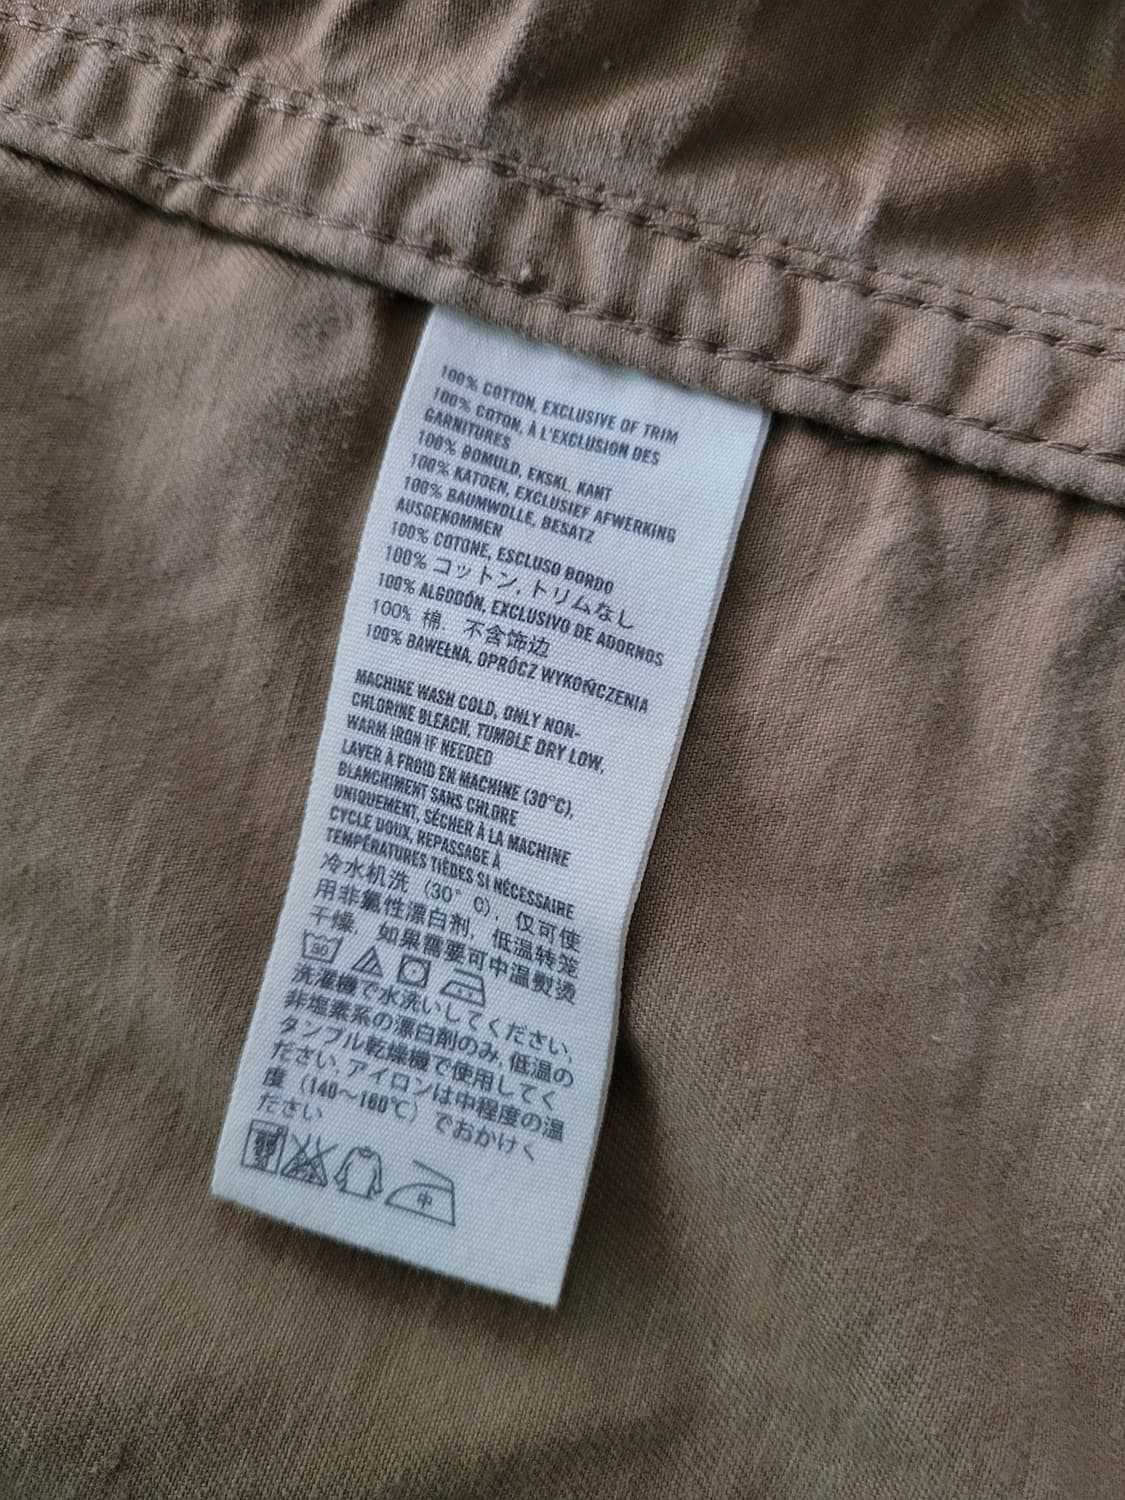 100% COTTON, EXCLUSIVE OF TRIM
100% COTON, À L'EXCLUSION DES
GARNITURES
100% BOMULD, EKSKL. KANT
100% KATOEN, EXCLUSIEF AFWERKING
100% BAUMWOLLE, BESATZ
AUSGENOMMEN
100% COTONE, ESCLUSO BORDO
100% コットン, トリムなし
100% ALGODÓN, EXCLUSIVO DE ADORNOS
100% 棉, 不含饰边
100% BAWEŁNA, OPRÓCZ WYKOŃCZENIA
MACHINE WASH COLD, ONLY NON-
CHLORINE BLEACH, TUMBLE DRY LOW,
WARM IRON IF NEEDED
LAVER À FROID EN MACHINE (30°C),
BLANCHIMENT SANS CHLORE
UNIQUEMENT, SÉCHER À LA MACHINE
CYCLE DOUX, REPASSAGE À
TEMPÉRATURES TIÈDES SI NÉCESSAIRE
冷水机洗 (30° C), 仅可使
用非氯性漂白剂, 低温转笼
干燥, 如果需要可中温熨烫
30
洗濯機で水洗いしてください,
非塩素系の漂白剤のみ, 低温の
タンブル乾燥機で使用してく
ださい, アイロンは中程度の温
度 (140～160℃) でおかけく
ださい
中